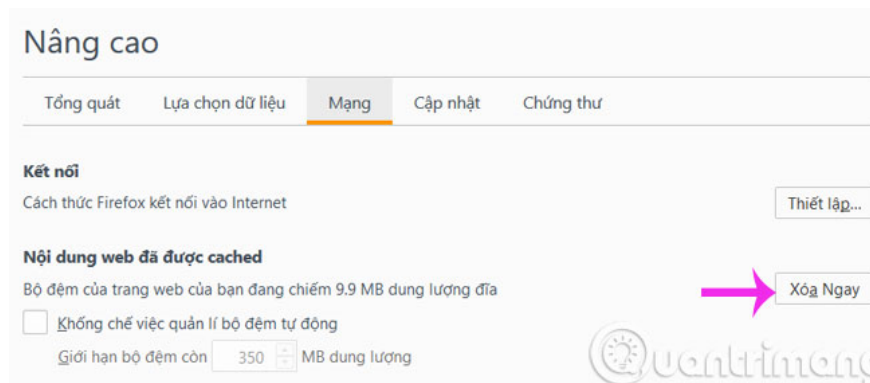 Nâng cao
Tổng quát Lựa chọn dữ liệu Mạng Cập nhật Chứng thư
Kết nối
Cách thức Firefox kết nối vào Internet Thiết lập...
Nội dung web đã được cached
Bộ đệm của trang web của bạn đang chiếm 9.9 MB dung lượng đĩa Xóa Ngay
Khống chế việc quản lí bộ đệm tự động
Giới hạn bộ đệm còn 350 MB dung lượng
Quantrimang